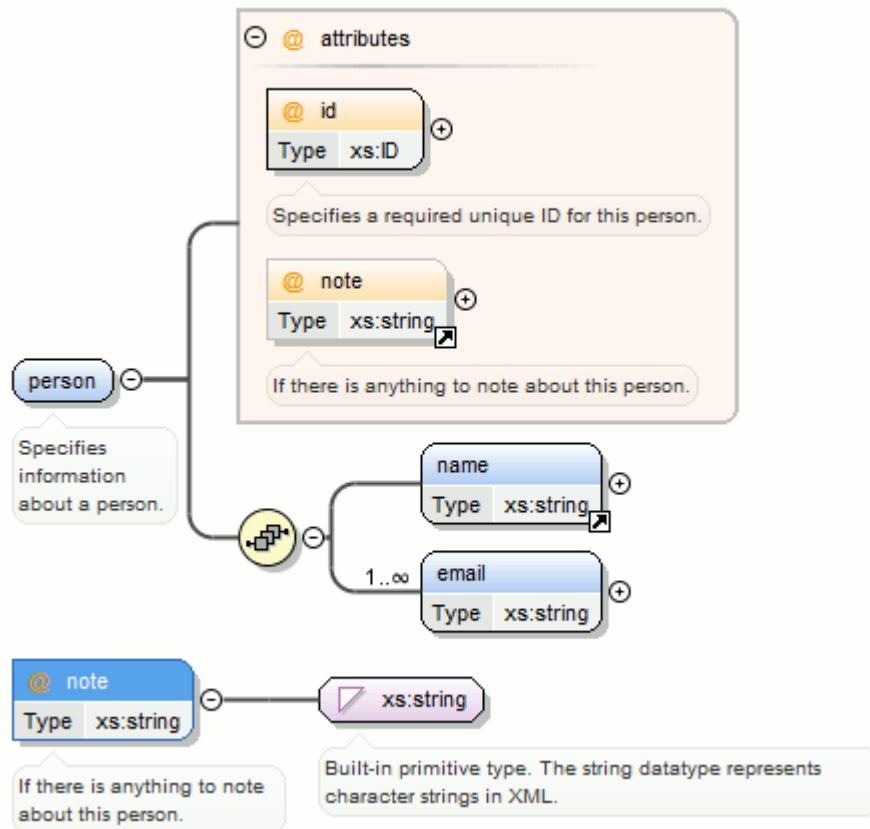 @ attributes
@ id
Type xs:ID
Specifies a required unique ID for this person.
@ note
Type xs:string
If there is anything to note about this person.
person
Specifies
information
about a person.
name
Type xs:string
1..∞
email
Type xs:string
@ note
Type xs:string
xs:string
If there is anything to note
about this person.
Built-in primitive type. The string datatype represents
character strings in XML.